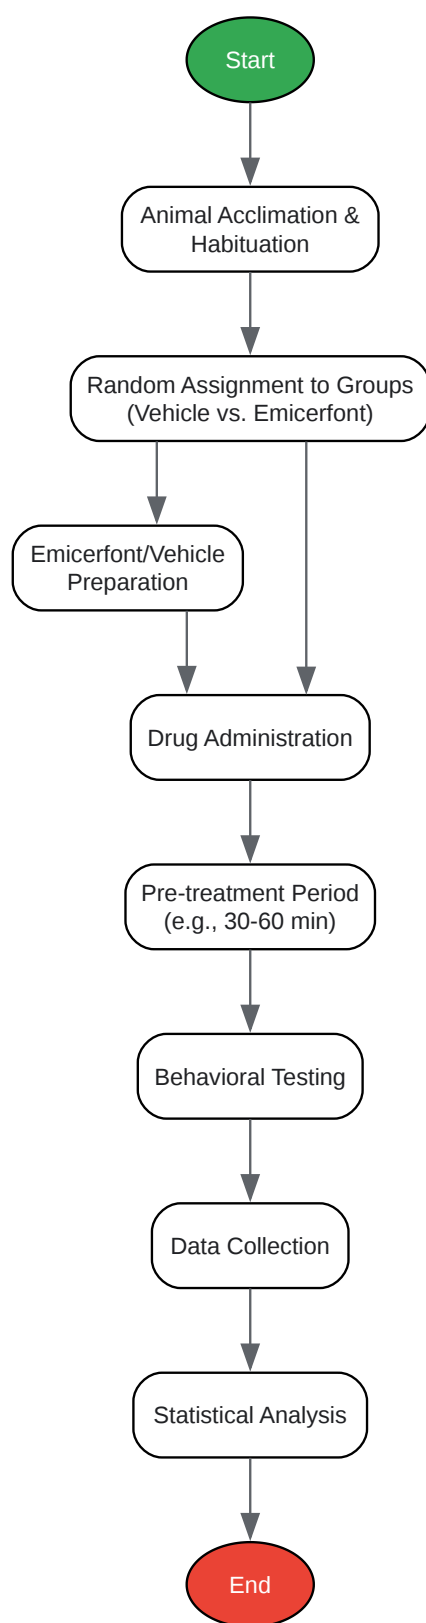 Start
Animal Acclimation &
Habituation
Random Assignment to Groups
(Vehicle vs. Emicerfont)
Emicerfont/Vehicle
Preparation
Drug Administration
Pre-treatment Period
(e.g., 30-60 min)
Behavioral Testing
Data Collection
Statistical Analysis
End